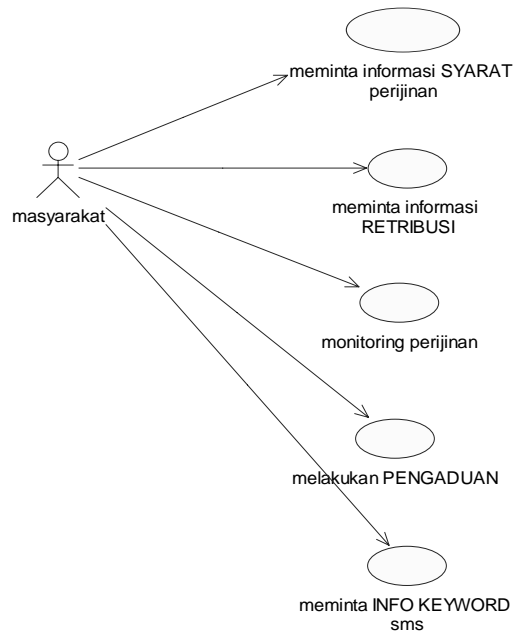 meminta informasi SYARAT
perijinan
masyarakat
meminta informasi
RETRIBUSI
monitoring perijinan
melakukan PENGADUAN
meminta INFO KEYWORD
sms